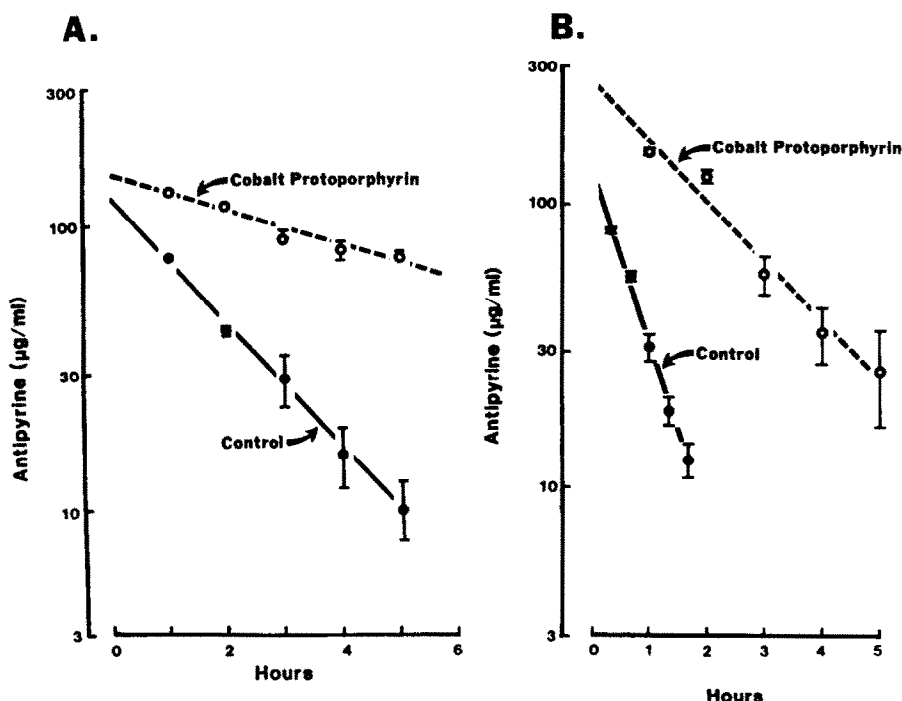 A.
300
100
30
10
3
Antipyrine (µg/ml)
Cobalt Protoporphyrin
Control
0 2 4 6
Hours
B.
300
100
30
10
3
Antipyrine (µg/ml)
Cobalt Protoporphyrin
Control
0 1 2 3 4 5
Hours